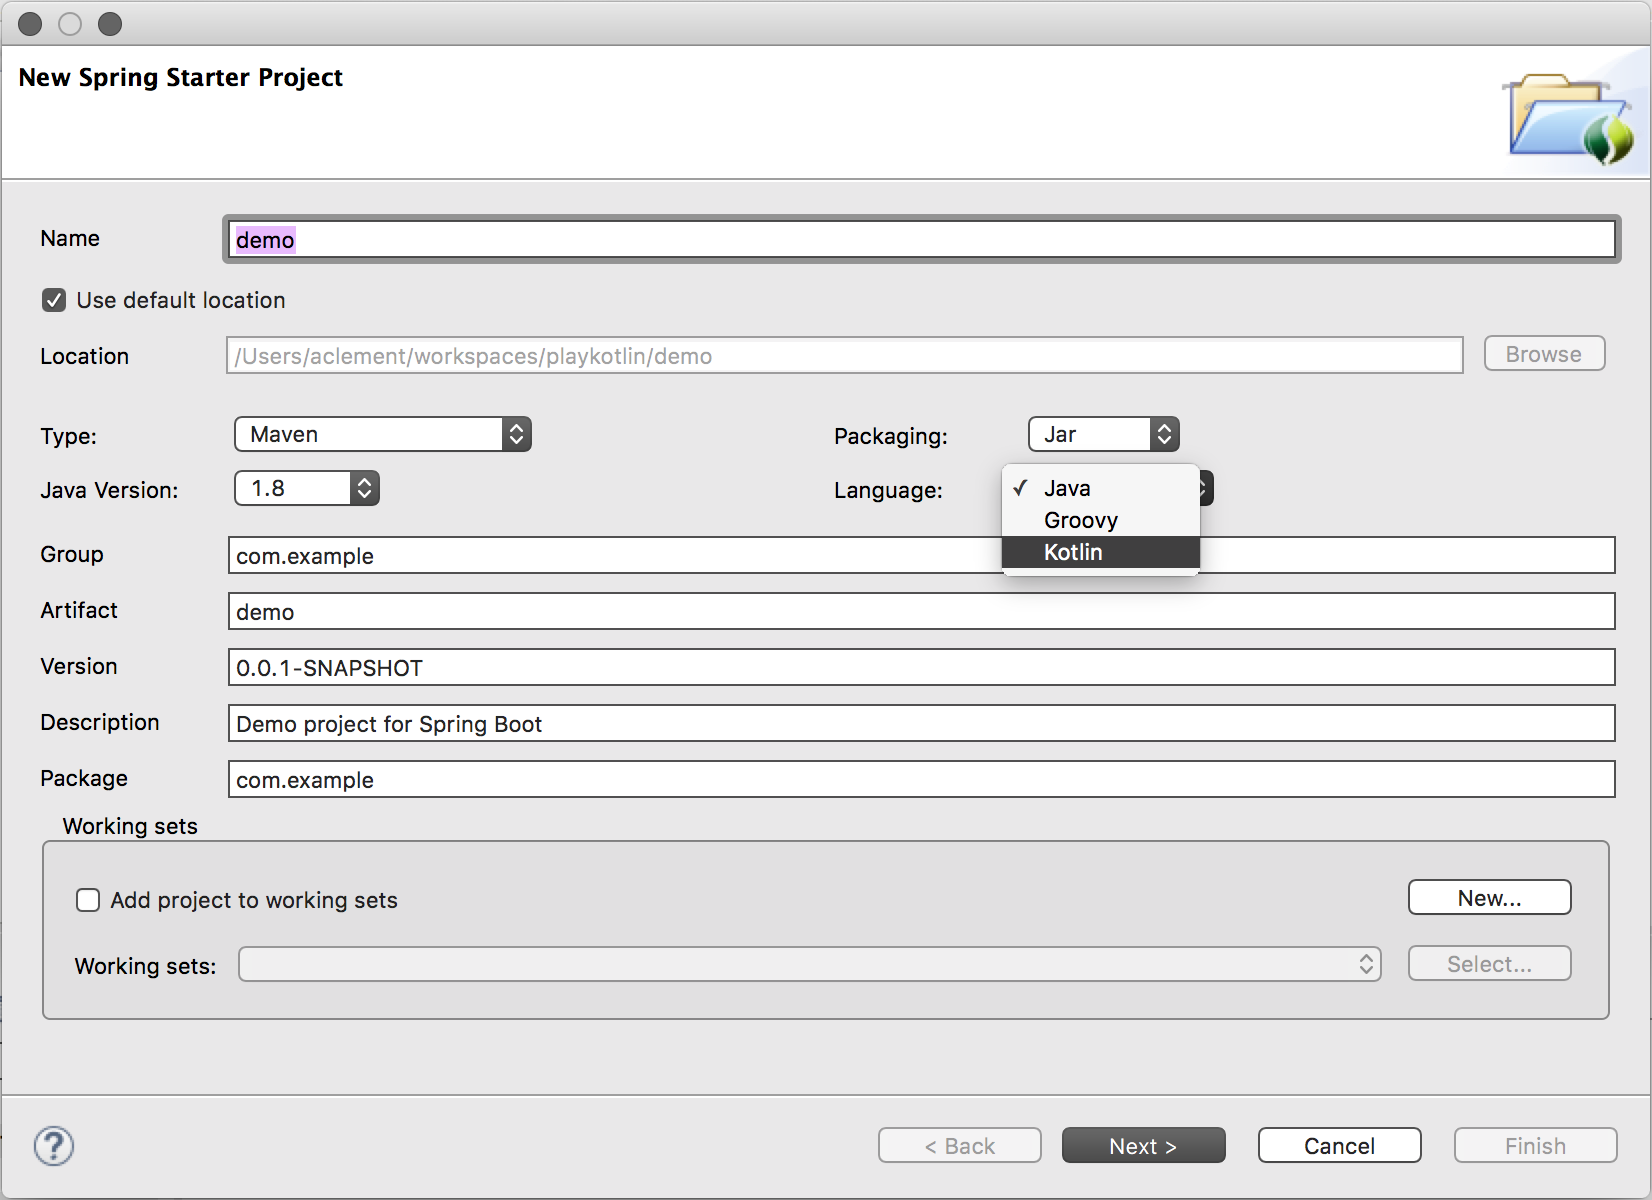 New Spring Starter Project
Name demo
Use default location
Location /Users/aclement/workspaces/playkotlin/demo Browse
Type: Maven Packaging: Jar
Java Version: 1.8 Language: Java
Groovy
Kotlin
Group com.example
Artifact demo
Version 0.0.1-SNAPSHOT
Description Demo project for Spring Boot
Package com.example
Working sets
Add project to working sets New...
Working sets: Select...
? < Back Next > Cancel Finish